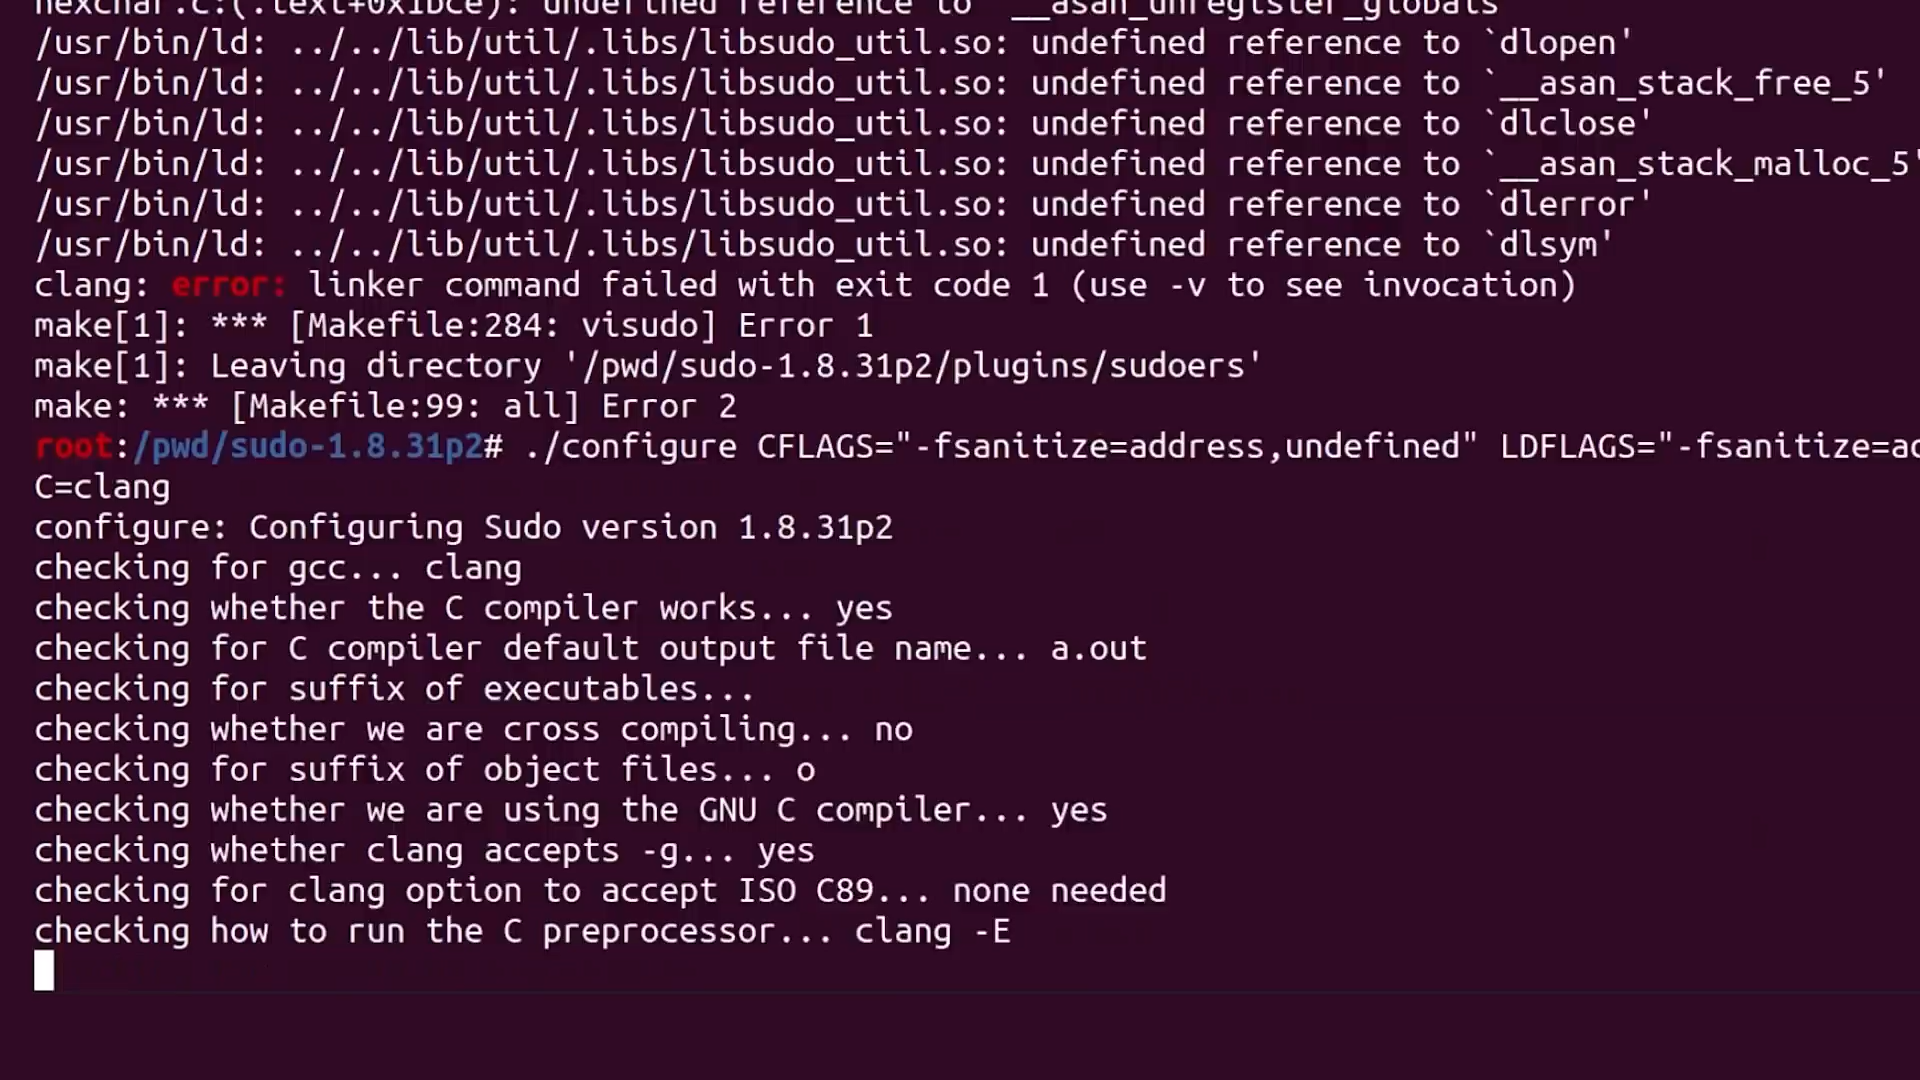 hexchar.c:(.text+0x1bce): undefined reference to `__asan_unregister_globals'
/usr/bin/ld: ../../lib/util/.libs/libsudo_util.so: undefined reference to `dlopen'
/usr/bin/ld: ../../lib/util/.libs/libsudo_util.so: undefined reference to `__asan_stack_free_5'
/usr/bin/ld: ../../lib/util/.libs/libsudo_util.so: undefined reference to `dlclose'
/usr/bin/ld: ../../lib/util/.libs/libsudo_util.so: undefined reference to `__asan_stack_malloc_5'
/usr/bin/ld: ../../lib/util/.libs/libsudo_util.so: undefined reference to `dlerror'
/usr/bin/ld: ../../lib/util/.libs/libsudo_util.so: undefined reference to `dlsym'
clang: error: linker command failed with exit code 1 (use -v to see invocation)
make[1]: *** [Makefile:284: visudo] Error 1
make[1]: Leaving directory '/pwd/sudo-1.8.31p2/plugins/sudoers'
make: *** [Makefile:99: all] Error 2
root:/pwd/sudo-1.8.31p2# ./configure CFLAGS="-fsanitize=address,undefined" LDFLAGS="-fsanitize=ad
C=clang
configure: Configuring Sudo version 1.8.31p2
checking for gcc... clang
checking whether the C compiler works... yes
checking for C compiler default output file name... a.out
checking for suffix of executables...
checking whether we are cross compiling... no
checking for suffix of object files... o
checking whether we are using the GNU C compiler... yes
checking whether clang accepts -g... yes
checking for clang option to accept ISO C89... none needed
checking how to run the C preprocessor... clang -E